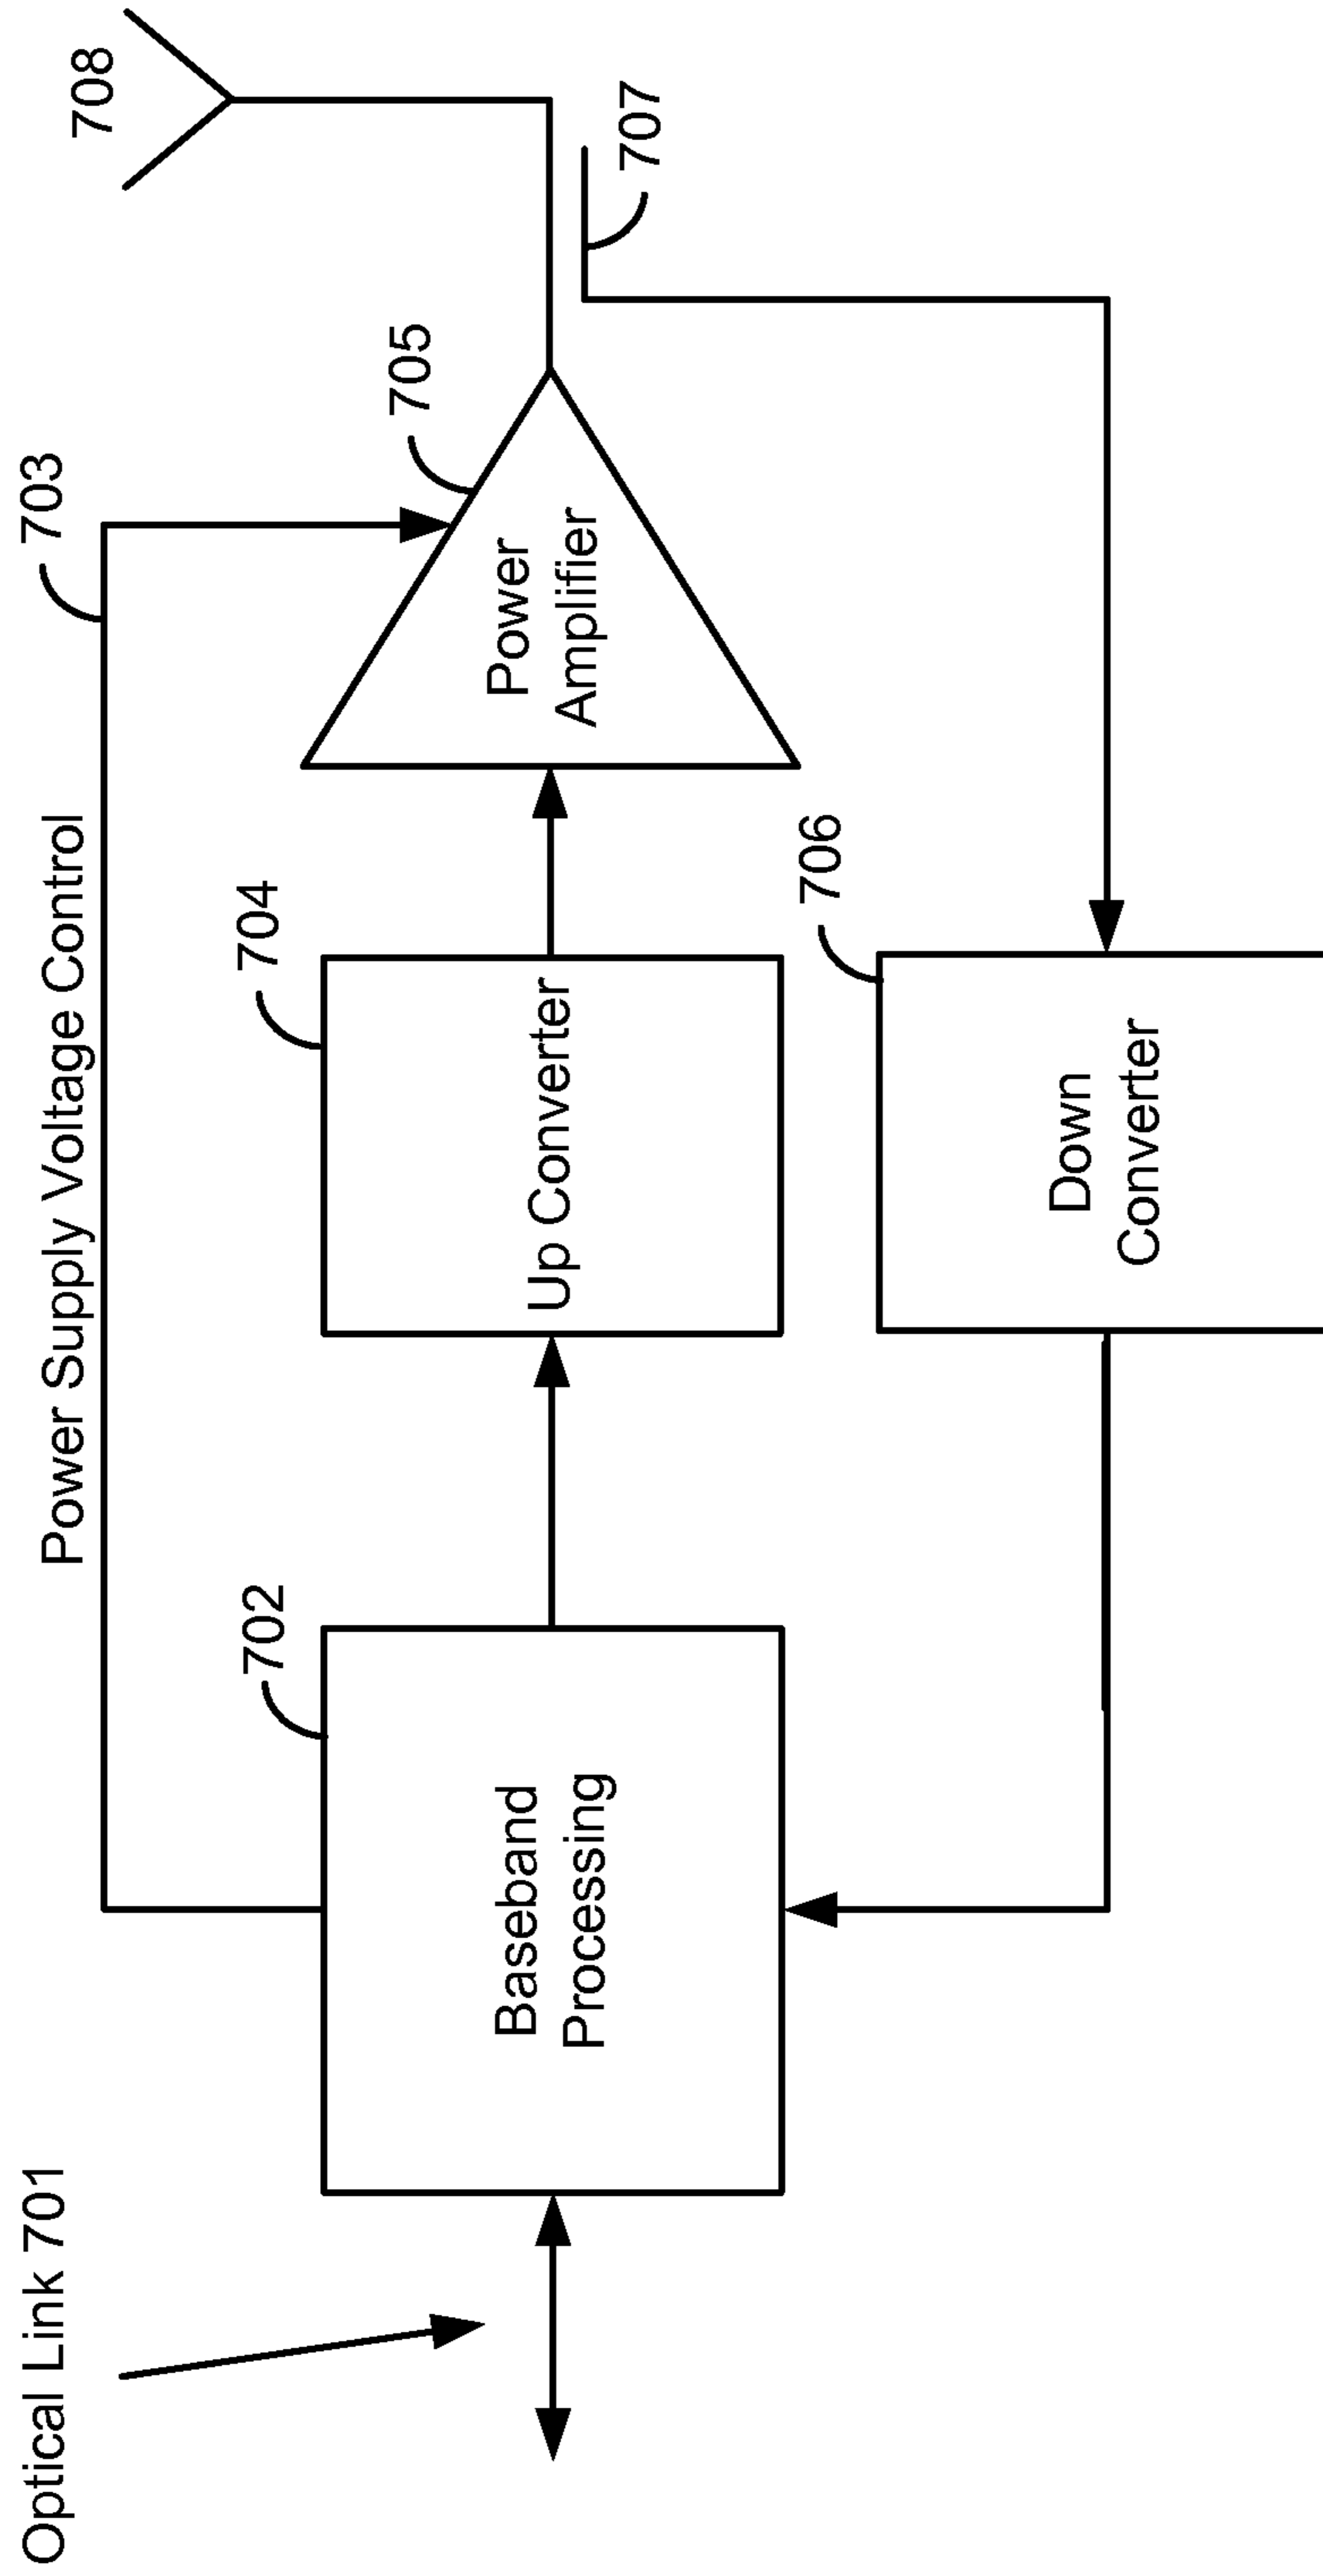 Optical Link 701
Power Supply Voltage Control
703
708
702
Baseband
Processing
704
Up Converter
705
Power
Amplifier
707
706
Down
Converter